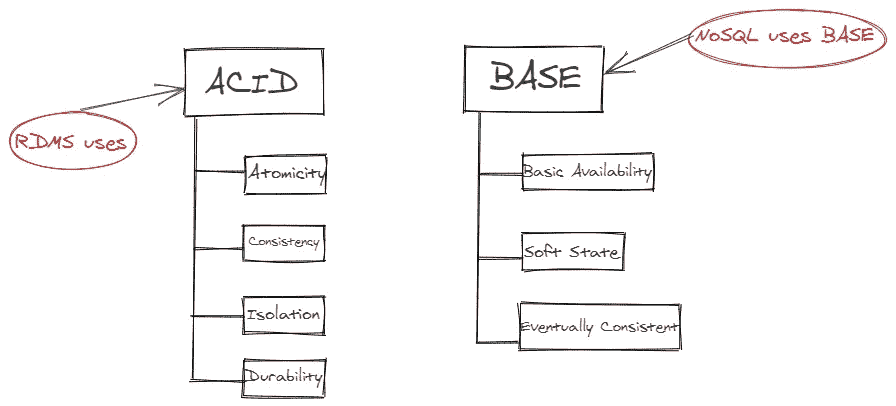 NoSQL uses BASE
ACID
BASE
RDMS uses
Atomicity
Basic Availability
Consistency
Soft State
Isolation
Eventually Consistent
Durability